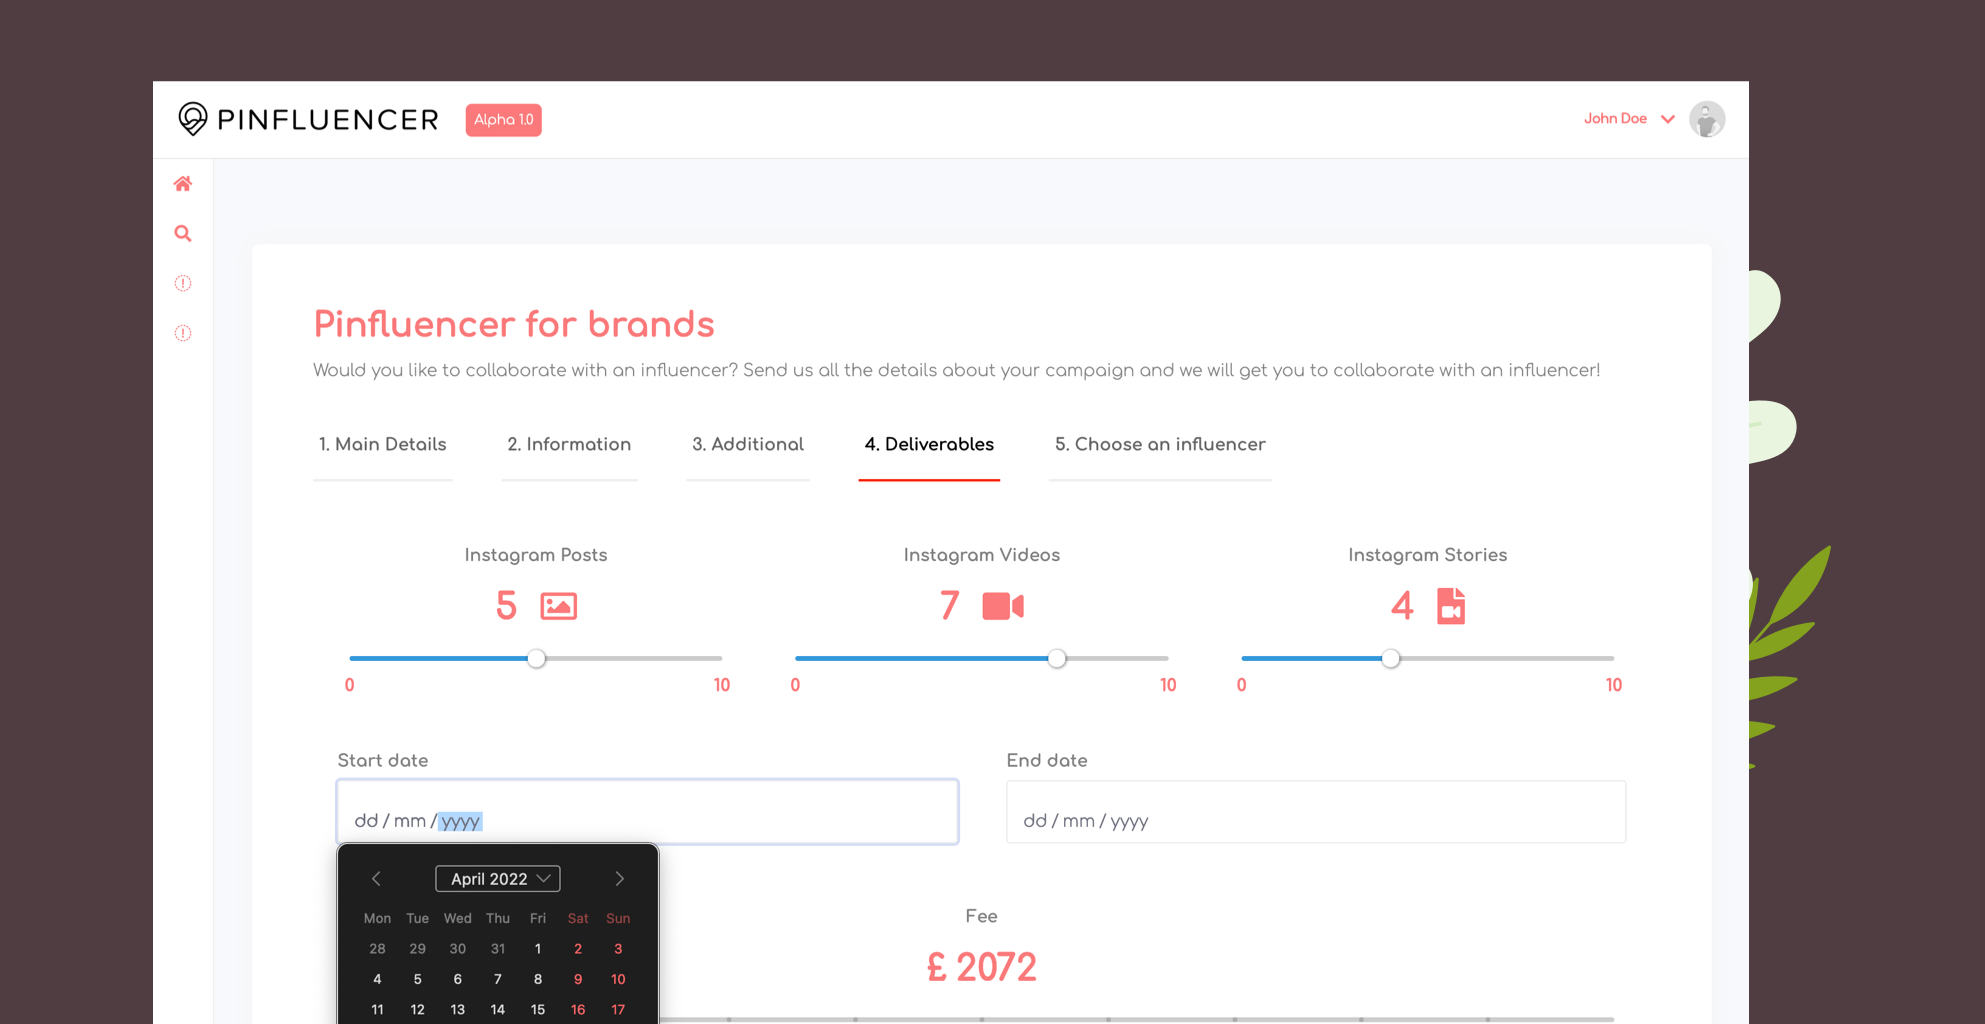 PINFLUENCER
Alpha 1.0
John Doe
Pinfluencer for brands
Would you like to collaborate with an influencer? Send us all the details about your campaign and we will get you to collaborate with an influencer!
1. Main Details
2. Information
3. Additional
4. Deliverables
5. Choose an influencer
Instagram Posts
5
0 10
Instagram Videos
7
0 10
Instagram Stories
4
0 10
Start date
dd / mm / yyyy
End date
dd / mm / yyyy
April 2022
Mon Tue Wed Thu Fri Sat Sun
28 29 30 31 1 2 3
4 5 6 7 8 9 10
11 12 13 14 15 16 17
Fee
£ 2072